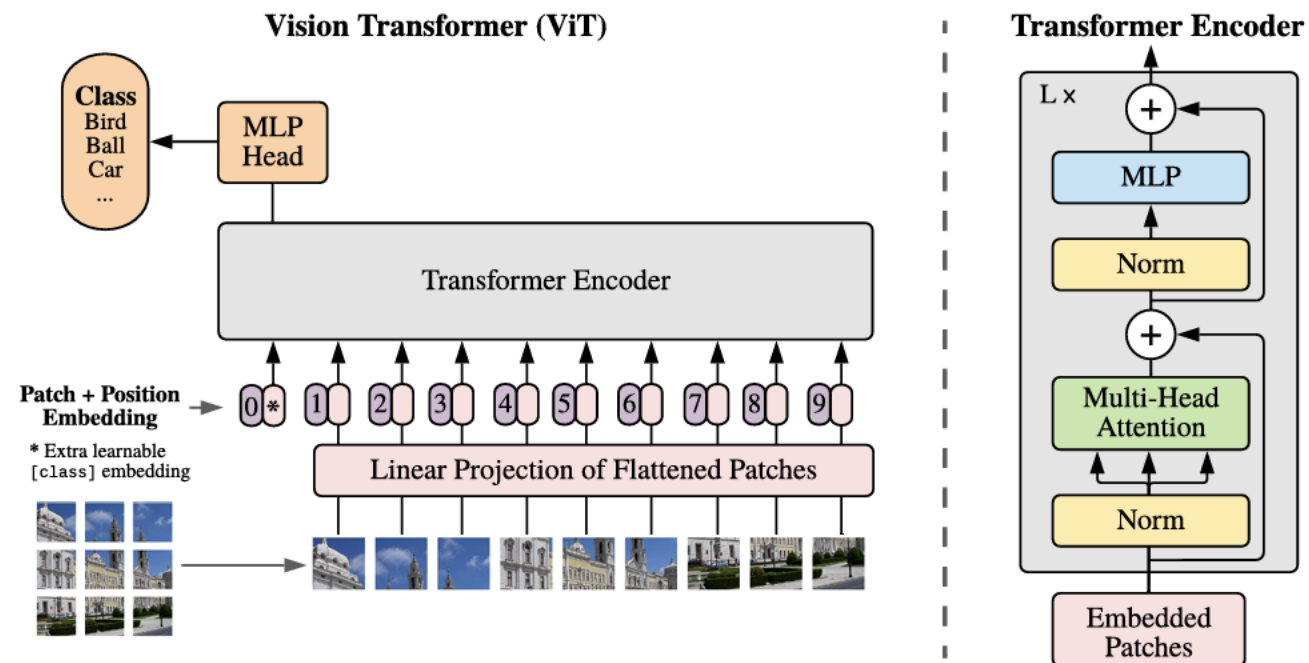 Vision Transformer (ViT)
Class
Bird
Ball
Car
...
MLP
Head
Transformer Encoder
Patch + Position
Embedding
* Extra learnable
[class] embedding
0 * 1 2 3 4 5 6 7 8 9
Linear Projection of Flattened Patches
Transformer Encoder
L x
+
MLP
Norm
+
Multi-Head
Attention
Norm
Embedded
Patches